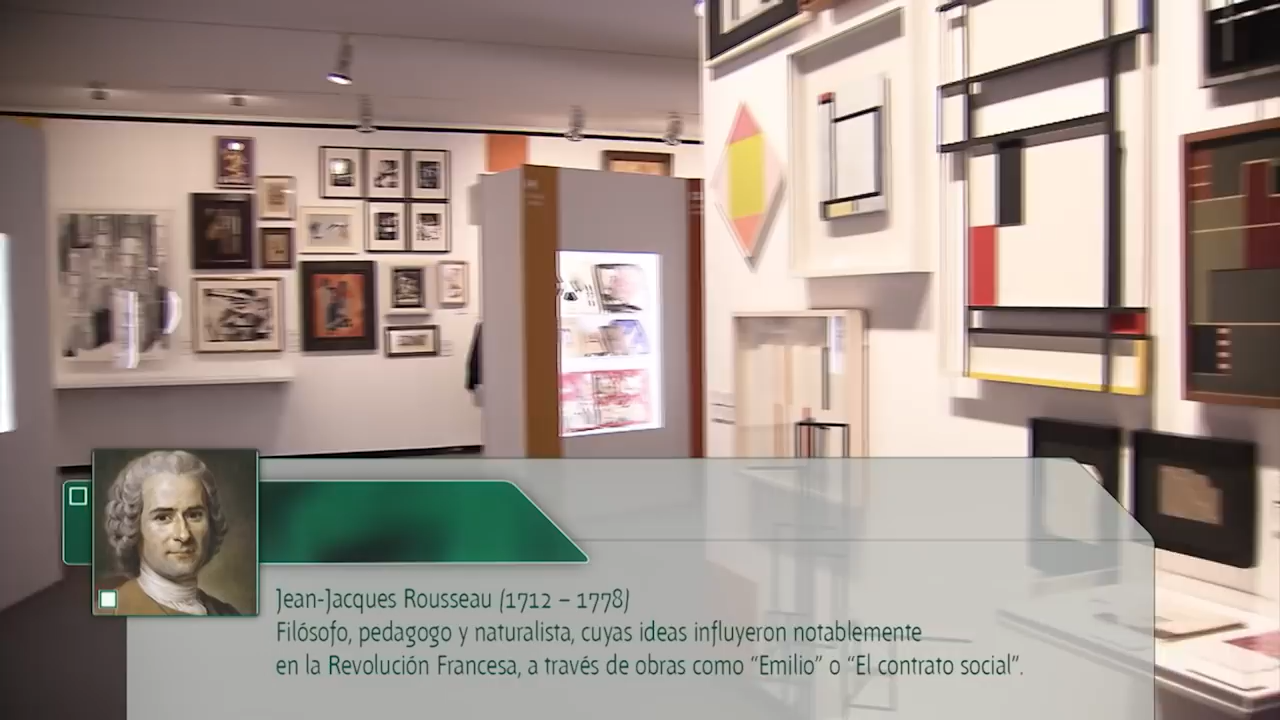 Jean-Jacques Rousseau (1712 – 1778)
Filósofo, pedagogo y naturalista, cuyas ideas influyeron notablemente
en la Revolución Francesa, a través de obras como “Emilio” o “El contrato social”.